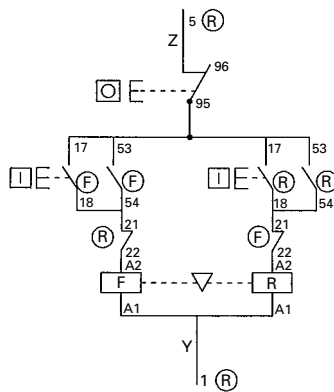 5 R
Z
96
O
95
17 53 17 53
I F F I R R
18 54 18 54
21 21
R F
22 22
A2 A2
F R
A1 A1
Y
1 R